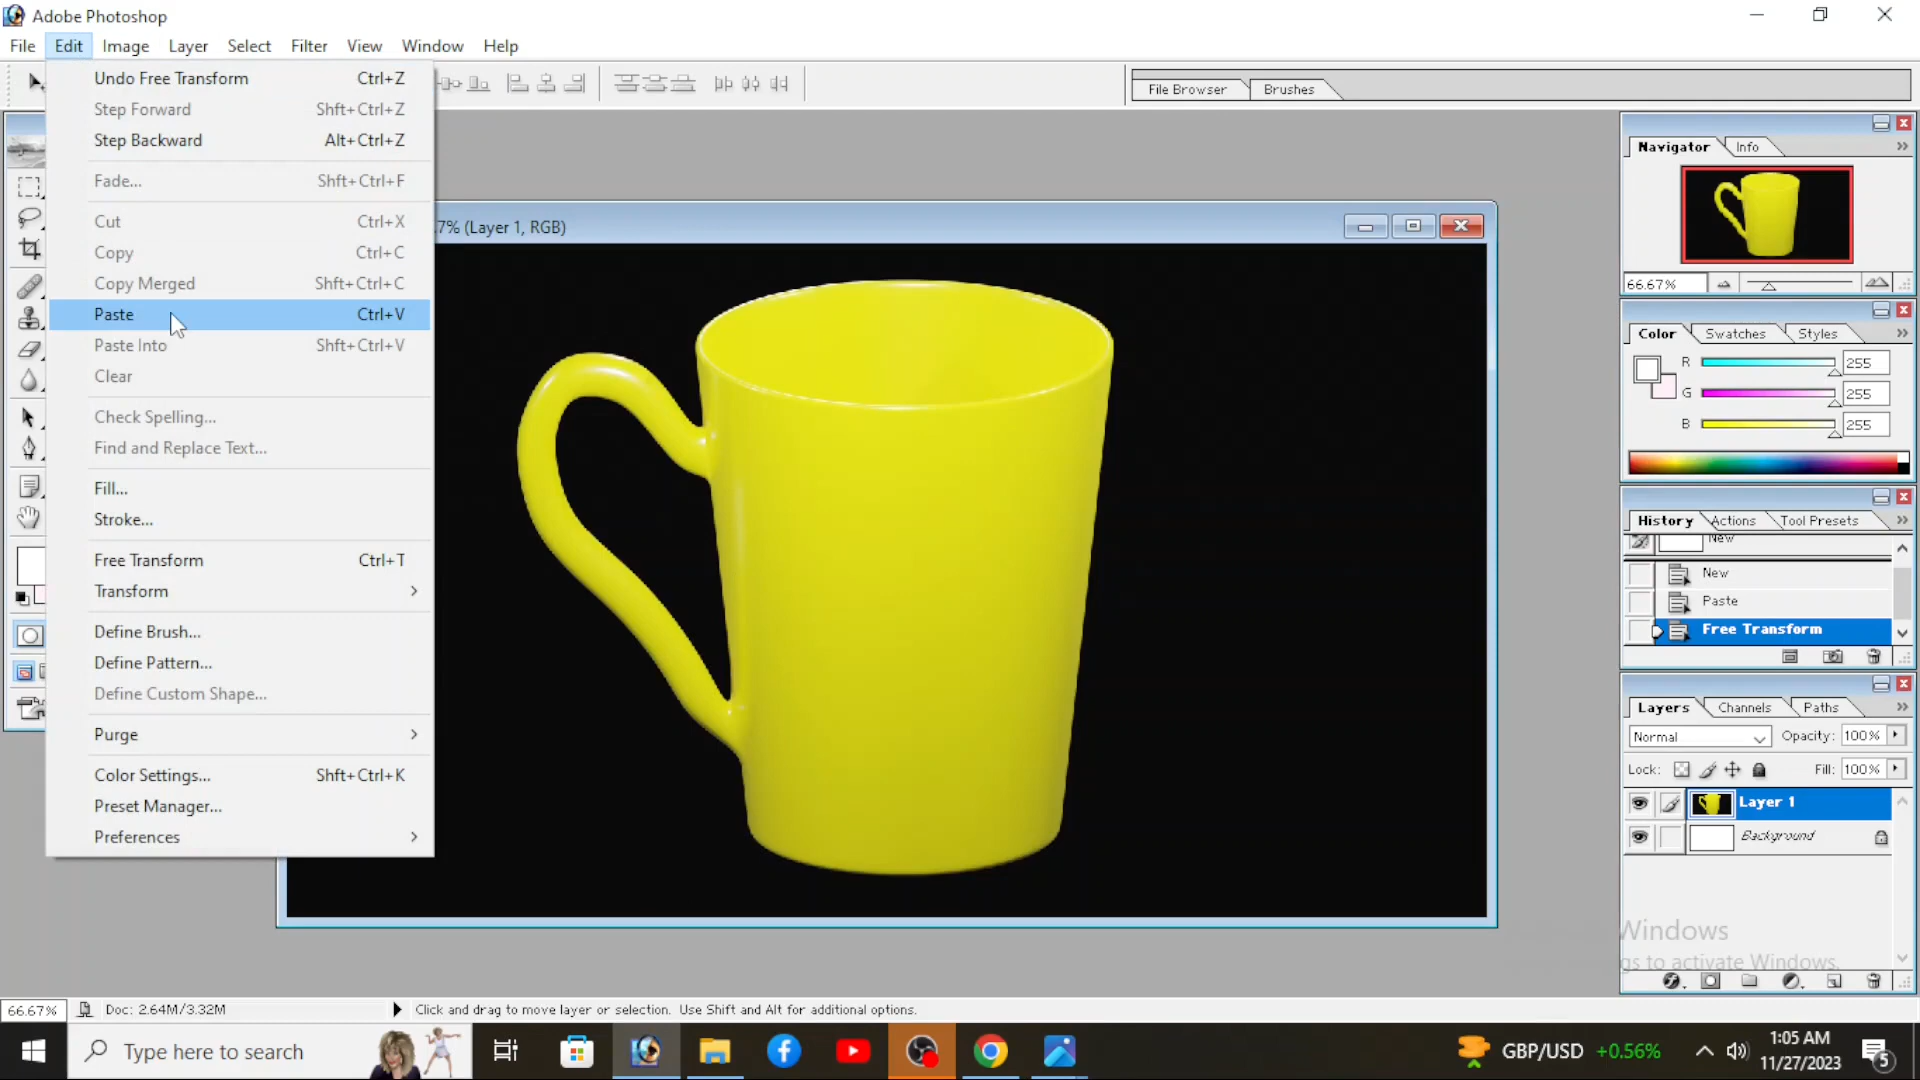 Adobe Photoshop
File Edit Image Layer Select Filter View Window Help
File Browser Brushes
Undo Free Transform Ctrl+Z
Step Forward Shft+Ctrl+Z
Step Backward Alt+Ctrl+Z
Fade... Shft+Ctrl+F
Cut Ctrl+X
Copy Ctrl+C
Copy Merged Shft+Ctrl+C
Paste Ctrl+V
Paste Into Shft+Ctrl+V
Clear
Check Spelling...
Find and Replace Text...
Fill...
Stroke...
Free Transform Ctrl+T
Transform
Define Brush...
Define Pattern...
Define Custom Shape...
Purge
Color Settings... Shft+Ctrl+K
Preset Manager...
Preferences
.7% (Layer 1, RGB)
Navigator Info
66.67%
Color Swatches Styles
R 255
G 255
B 255
History Actions Tool Presets
New
New
Paste
Free Transform
Layers Channels Paths
Normal Opacity: 100%
Lock: Fill: 100%
Layer 1
Background
Windows
gs to activate Windows.
66.67% Doc: 2.64M/3.32M Click and drag to move layer or selection. Use Shift and Alt for additional options.
Type here to search
GBP/USD +0.56%
1:05 AM
11/27/2023
5